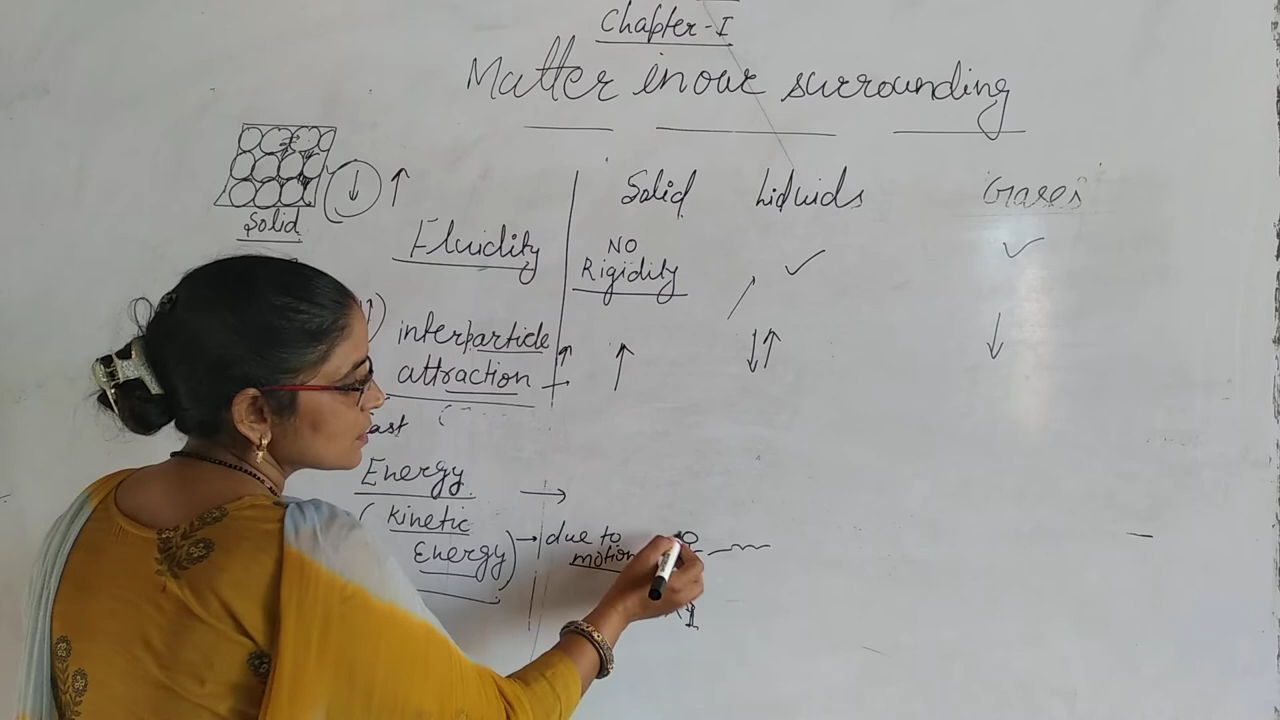 Chapter-I
Matter in our surrounding
Solid
Solid Liquids Gases
Fluidity NO ✓ ✓
Rigidity
interparticle
attraction → ↑ ↑ ↓↑ ↓
Energy →
(Kinetic
Energy) → due to
motion